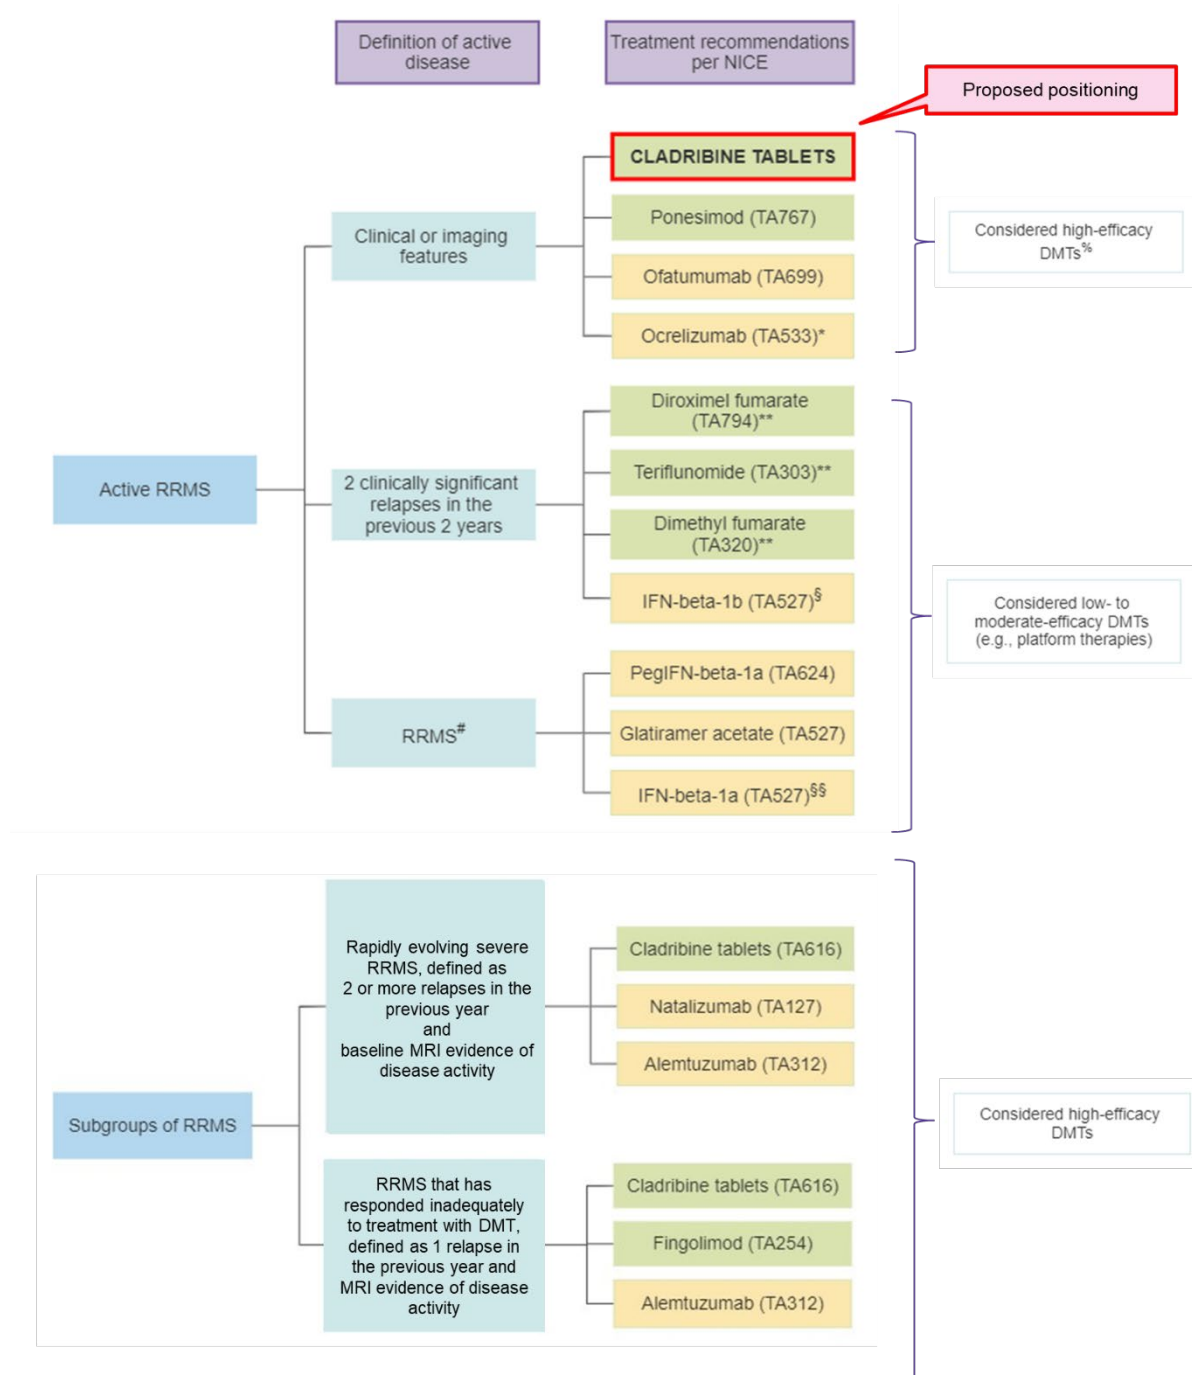 Definition of active
disease
Treatment recommendations
per NICE
Proposed positioning
CLADRIBINE TABLETS
Ponesimod (TA767)
Clinical or imaging
features
Ofatumumab (TA699)
Ocrelizumab (TA533)*
Considered high-efficacy
DMTs%
Active RRMS
2 clinically significant
relapses in the
previous 2 years
Diroximel fumarate
(TA794)**
Teriflunomide (TA303)**
Dimethyl fumarate
(TA320)**
IFN-beta-1b (TA527)§
RRMS#
PegIFN-beta-1a (TA624)
Glatiramer acetate (TA527)
IFN-beta-1a (TA527)§§
Considered low- to
moderate-efficacy DMTs
(e.g., platform therapies)
Subgroups of RRMS
Rapidly evolving severe
RRMS, defined as
2 or more relapses in the
previous year
and
baseline MRI evidence of
disease activity
Cladribine tablets (TA616)
Natalizumab (TA127)
Alemtuzumab (TA312)
RRMS that has
responded inadequately
to treatment with DMT,
defined as 1 relapse in
the previous year and
MRI evidence of disease
activity
Cladribine tablets (TA616)
Fingolimod (TA254)
Alemtuzumab (TA312)
Considered high-efficacy
DMTs